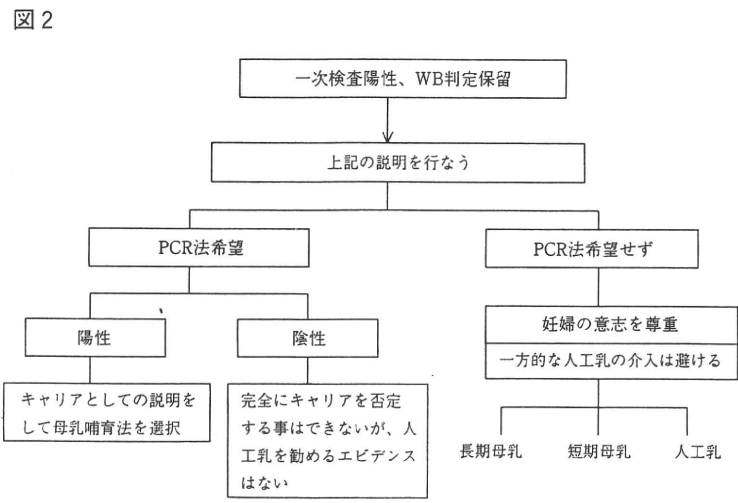 図2
一次検査陽性、WB判定保留
上記の説明を行なう
PCR法希望
PCR法希望せず
陽性
陰性
妊婦の意志を尊重
一方的な人工乳の介入は避ける
キャリアとしての説明を
して母乳哺育法を選択
完全にキャリアを否定
する事はできないが、人
工乳を勧めるエビデンス
はない
長期母乳
短期母乳
人工乳